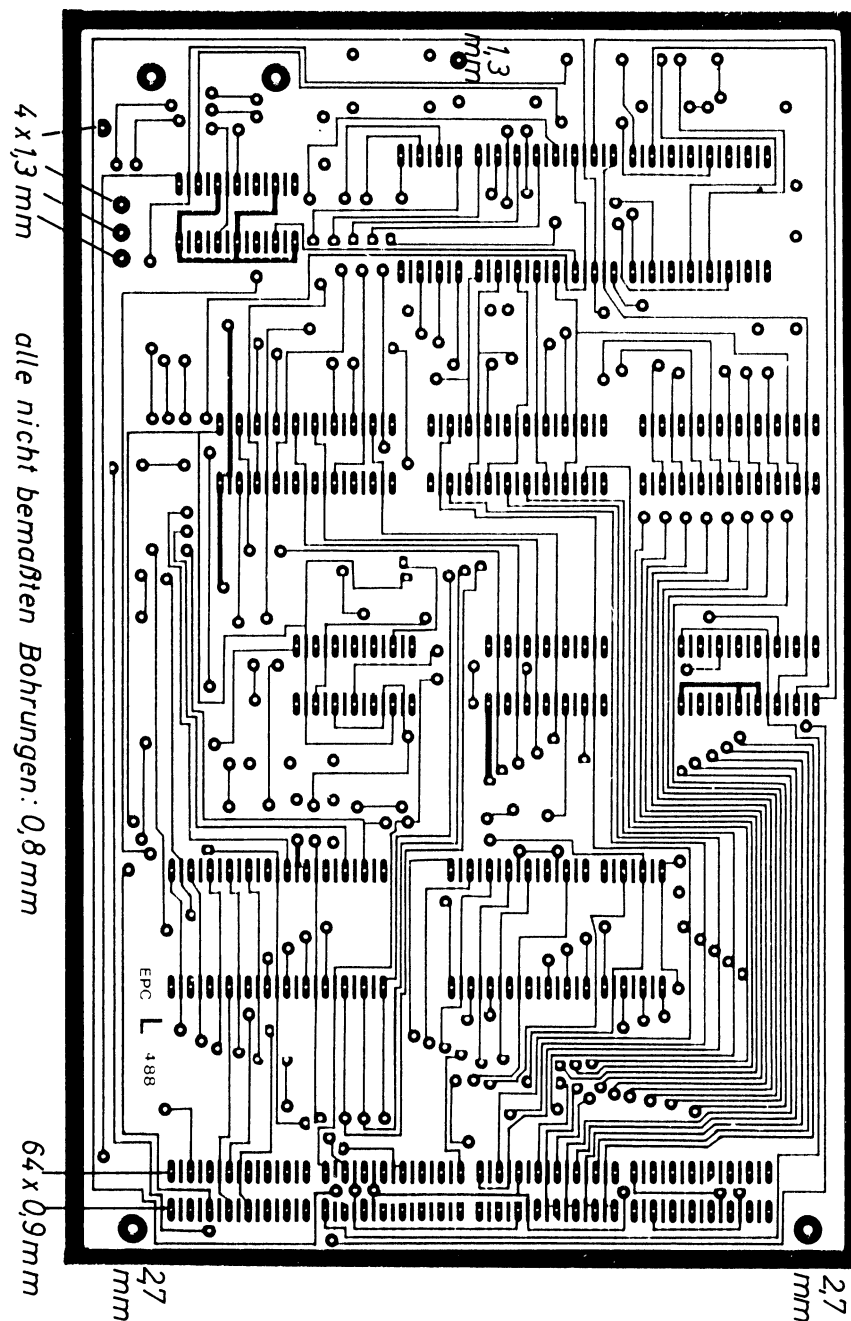 1,3 mm
4 x 1,3 mm
alle nicht bemaßten Bohrungen: 0,8 mm
EPC L 488
64 x 0,9 mm
2,7 mm
2,7 mm